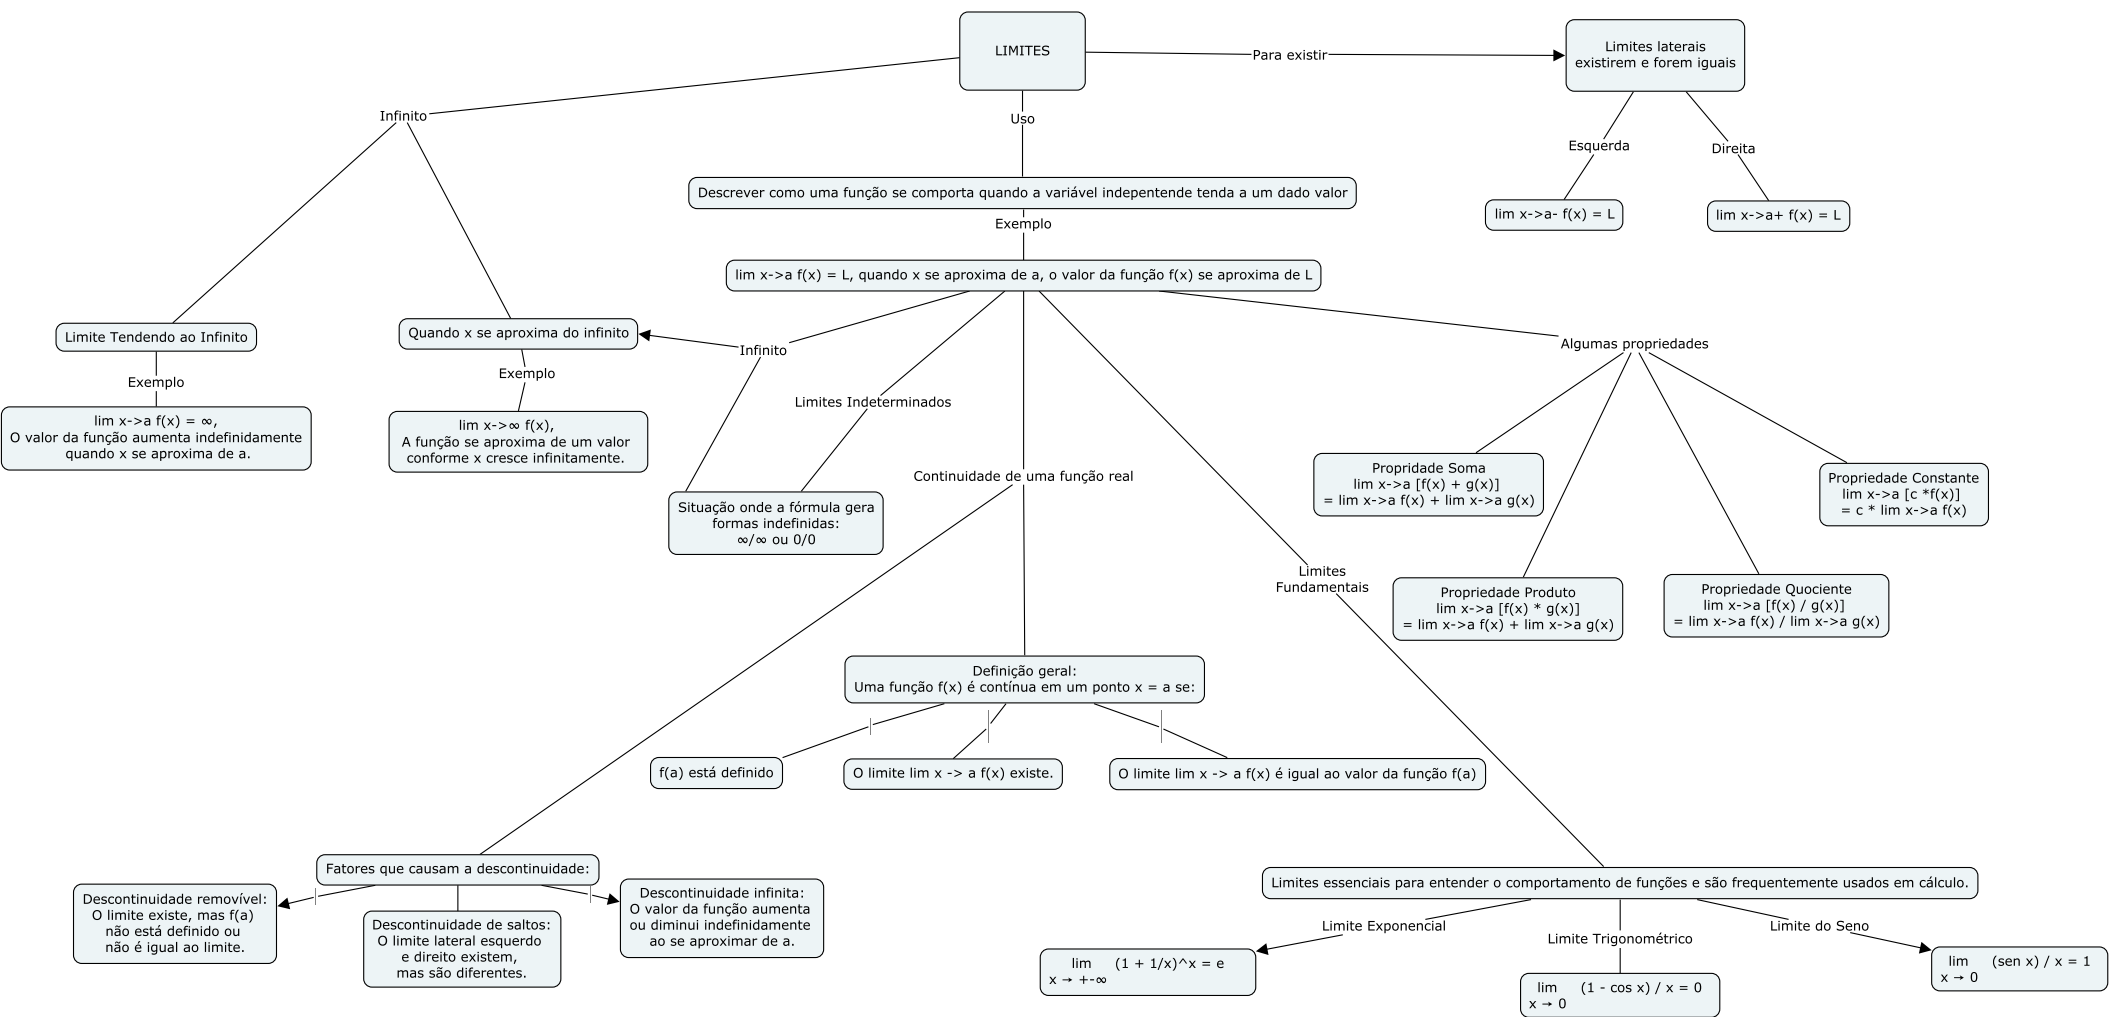 LIMITES
Para existir
Limites laterais
existirem e forem iguais
Infinito
Uso
Esquerda
Direita
Descrever como uma função se comporta quando a variável indepentende tenda a um dado valor
lim x->a- f(x) = L
lim x->a+ f(x) = L
Exemplo
lim x->a f(x) = L, quando x se aproxima de a, o valor da função f(x) se aproxima de L
Limite Tendendo ao Infinito
Quando x se aproxima do infinito
Infinito
Algumas propriedades
Exemplo
Exemplo
Limites Indeterminados
lim x->a f(x) = ∞,
O valor da função aumenta indefinidamente
quando x se aproxima de a.
lim x->∞ f(x),
A função se aproxima de um valor
conforme x cresce infinitamente.
Continuidade de uma função real
Propridade Soma
lim x->a [f(x) + g(x)]
= lim x->a f(x) + lim x->a g(x)
Propriedade Constante
lim x->a [c *f(x)]
= c * lim x->a f(x)
Situação onde a fórmula gera
formas indefinidas:
∞/∞ ou 0/0
Limites
Fundamentais
Propriedade Produto
lim x->a [f(x) * g(x)]
= lim x->a f(x) + lim x->a g(x)
Propriedade Quociente
lim x->a [f(x) / g(x)]
= lim x->a f(x) / lim x->a g(x)
Definição geral:
Uma função f(x) é contínua em um ponto x = a se:
f(a) está definido
O limite lim x -> a f(x) existe.
O limite lim x -> a f(x) é igual ao valor da função f(a)
Fatores que causam a descontinuidade:
Limites essenciais para entender o comportamento de funções e são frequentemente usados em cálculo.
Descontinuidade removível:
O limite existe, mas f(a)
não está definido ou
não é igual ao limite.
Descontinuidade de saltos:
O limite lateral esquerdo
e direito existem,
mas são diferentes.
Descontinuidade infinita:
O valor da função aumenta
ou diminui indefinidamente
ao se aproximar de a.
Limite Exponencial
Limite Trigonométrico
Limite do Seno
lim (1 + 1/x)^x = e
x → +-∞
lim (1 - cos x) / x = 0
x → 0
lim (sen x) / x = 1
x → 0